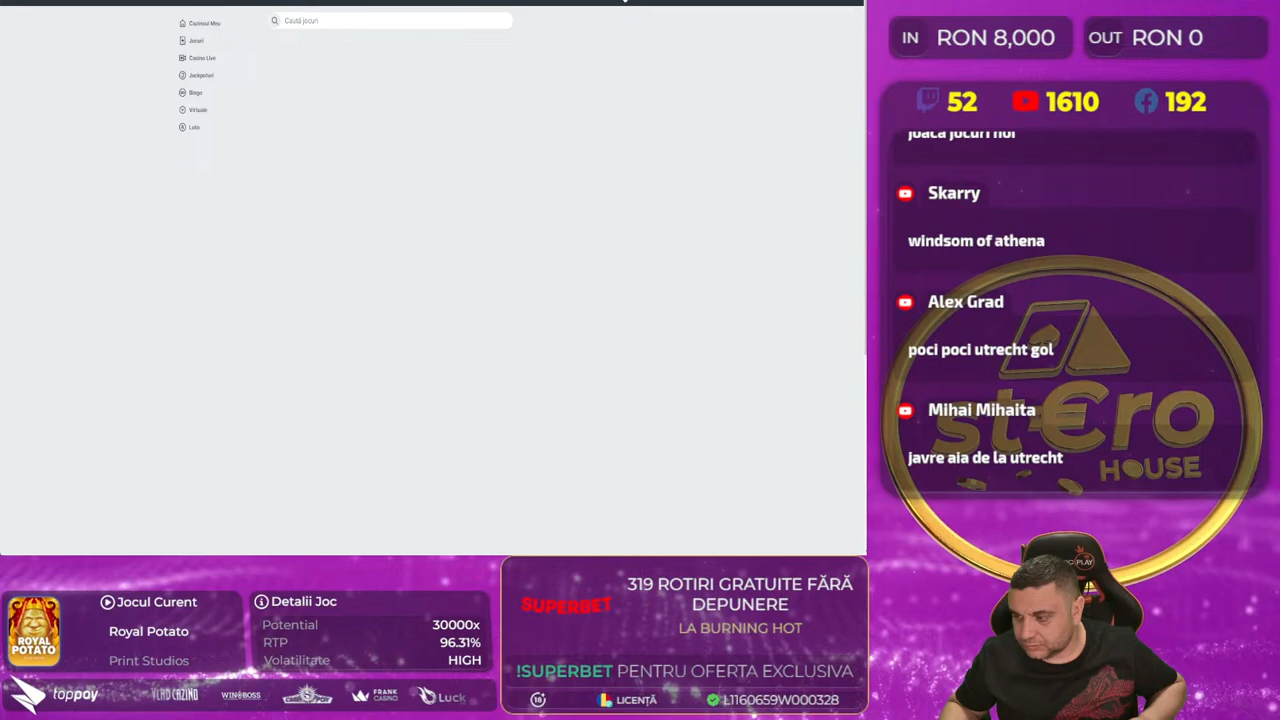 Cazinoul Meu
Jocuri
Casino Live
Jackpoturi
Bingo
Virtuale
Loto
Caută jocuri
IN RON 8,000
OUT RON 0
52
1610
192
joaca jocuri noi
Skarry
windsom of athena
Alex Grad
poci poci utrecht gol
Mihai Mihaita
javre aia de la utrecht
st€ro
HOUSE
Jocul Curent
ROYAL POTATO
Royal Potato
Print Studios
Detalii Joc
Potential 30000x
RTP 96.31%
Volatilitate HIGH
SUPERBET
319 ROTIRI GRATUITE FĂRĂ
DEPUNERE
LA BURNING HOT
!SUPERBET PENTRU OFERTA EXCLUSIVA
18
LICENȚĂ
L1160659W000328
toppay
VLAD CAZINO
WINBOSS
FRANK CASINO
Luck